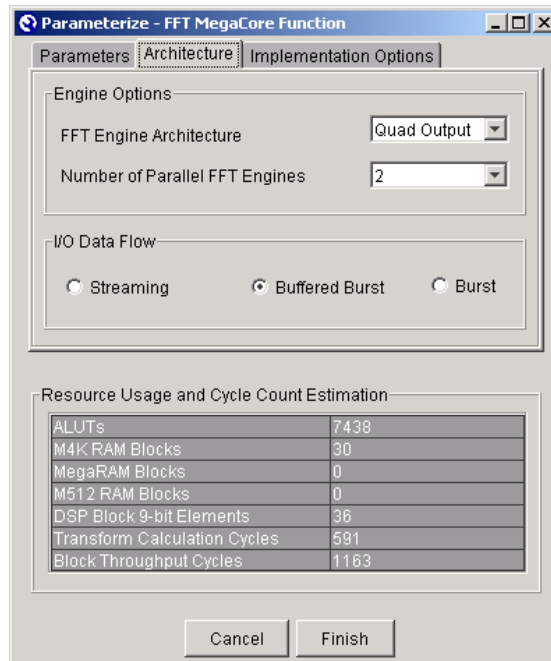 Parameterize - FFT MegaCore Function
Parameters Architecture Implementation Options
Engine Options
FFT Engine Architecture Quad Output
Number of Parallel FFT Engines 2
I/O Data Flow
Streaming Buffered Burst Burst
Resource Usage and Cycle Count Estimation
ALUTs 7438
M4K RAM Blocks 30
MegaRAM Blocks 0
M512 RAM Blocks 0
DSP Block 9-bit Elements 36
Transform Calculation Cycles 591
Block Throughput Cycles 1163
Cancel Finish